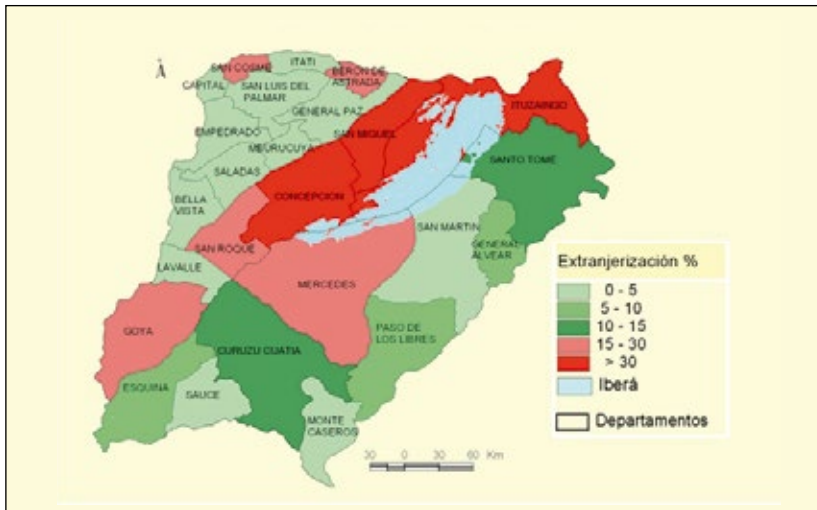 ITATI
SAN COSME
BERON DE
ASTRADA
CAPITAL
SAN LUIS DEL
PALMAR
GENERAL PAZ
ITUZAINGO
EMPEDRADO
SAN MIGUEL
MBURUCUYA
SANTO TOME
SALADAS
CONCEPCION
BELLA
VISTA
SAN MARTIN
SAN ROQUE
GENERAL
ALVEAR
LAVALLE
MERCEDES
GOYA
PASO DE
LOS LIBRES
CURUZU CUATIA
ESQUINA
SAUCE
MONTE
CASEROS
Extranjerización %
0 - 5
5 - 10
10 - 15
15 - 30
> 30
Iberá
Departamentos
30 0 30 60 Km